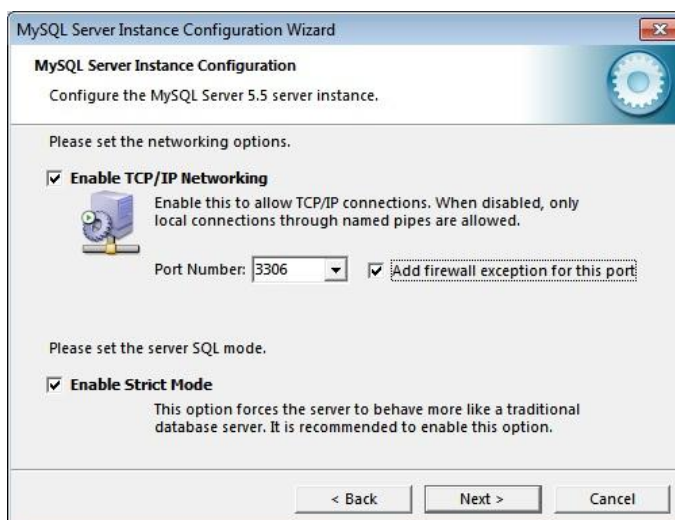 MySQL Server Instance Configuration Wizard
MySQL Server Instance Configuration
Configure the MySQL Server 5.5 server instance.
Please set the networking options.
Enable TCP/IP Networking
Enable this to allow TCP/IP connections. When disabled, only
local connections through named pipes are allowed.
Port Number: 3306 Add firewall exception for this port
Please set the server SQL mode.
Enable Strict Mode
This option forces the server to behave more like a traditional
database server. It is recommended to enable this option.
< Back Next > Cancel